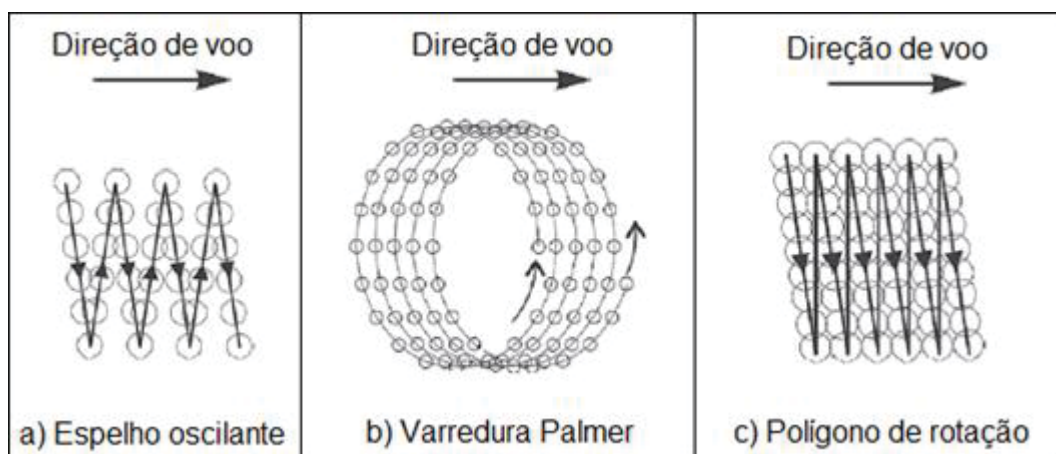 Direção de voo
a) Espelho oscilante
Direção de voo
b) Varredura Palmer
Direção de voo
c) Polígono de rotação